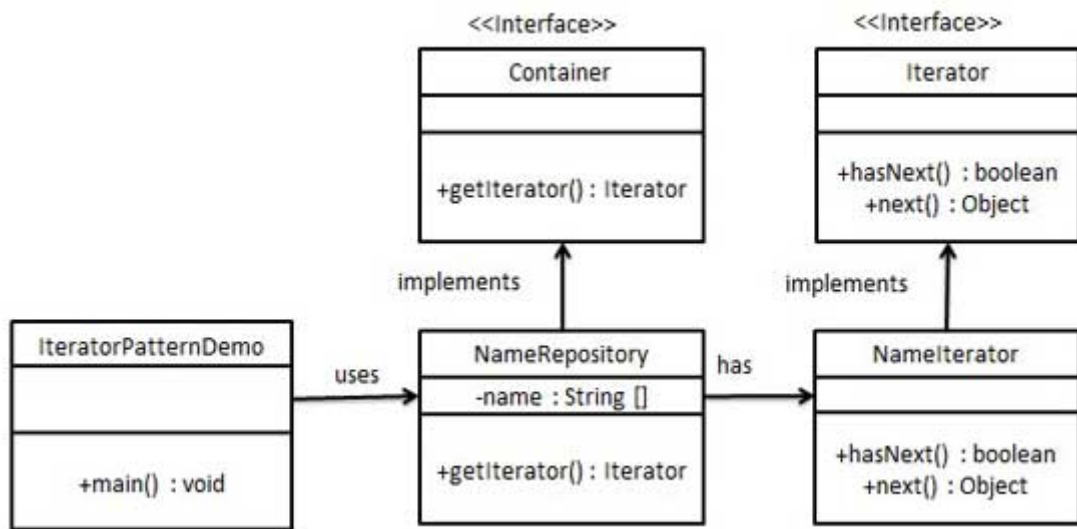 <<Interface>>
Container
+getIterator() : Iterator
<<Interface>>
Iterator
+hasNext() : boolean
+next() : Object
implements
implements
IteratorPatternDemo
+main() : void
uses
NameRepository
-name : String []
+getIterator() : Iterator
has
NameIterator
+hasNext() : boolean
+next() : Object